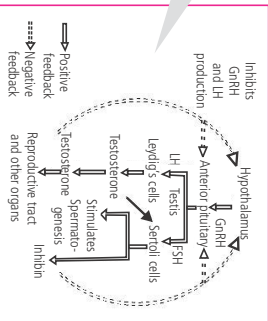 Hypothalamus
GnRH
Anterior pituitary
Inhibits
GnRH
and LH
production
LH
FSH
Testis
Leydig's cells
Sertoli cells
Testosterone
Stimulates
Spermato-
genesis
Inhibin
Testosterone
Reproductive tract
and other organs
Positive
feedback
Negative
feedback